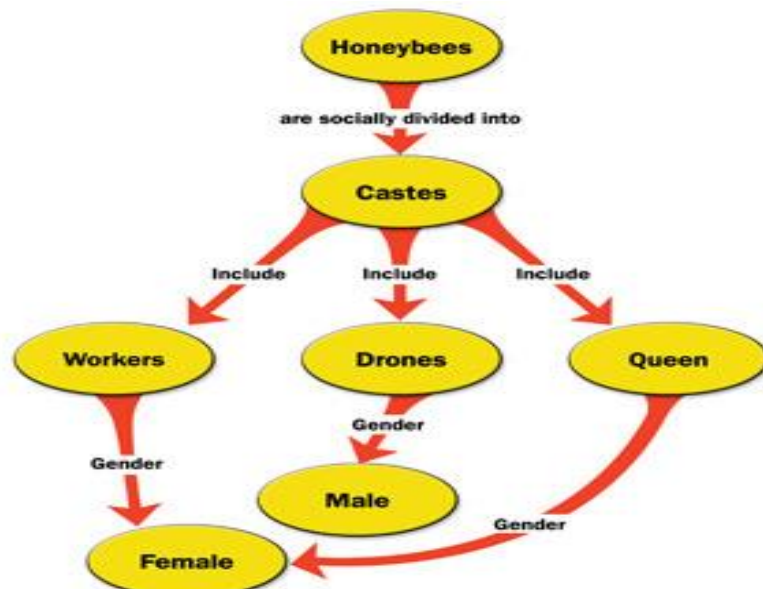 Honeybees
are socially divided into
Castes
Include
Include
Include
Workers
Drones
Queen
Gender
Gender
Male
Gender
Female